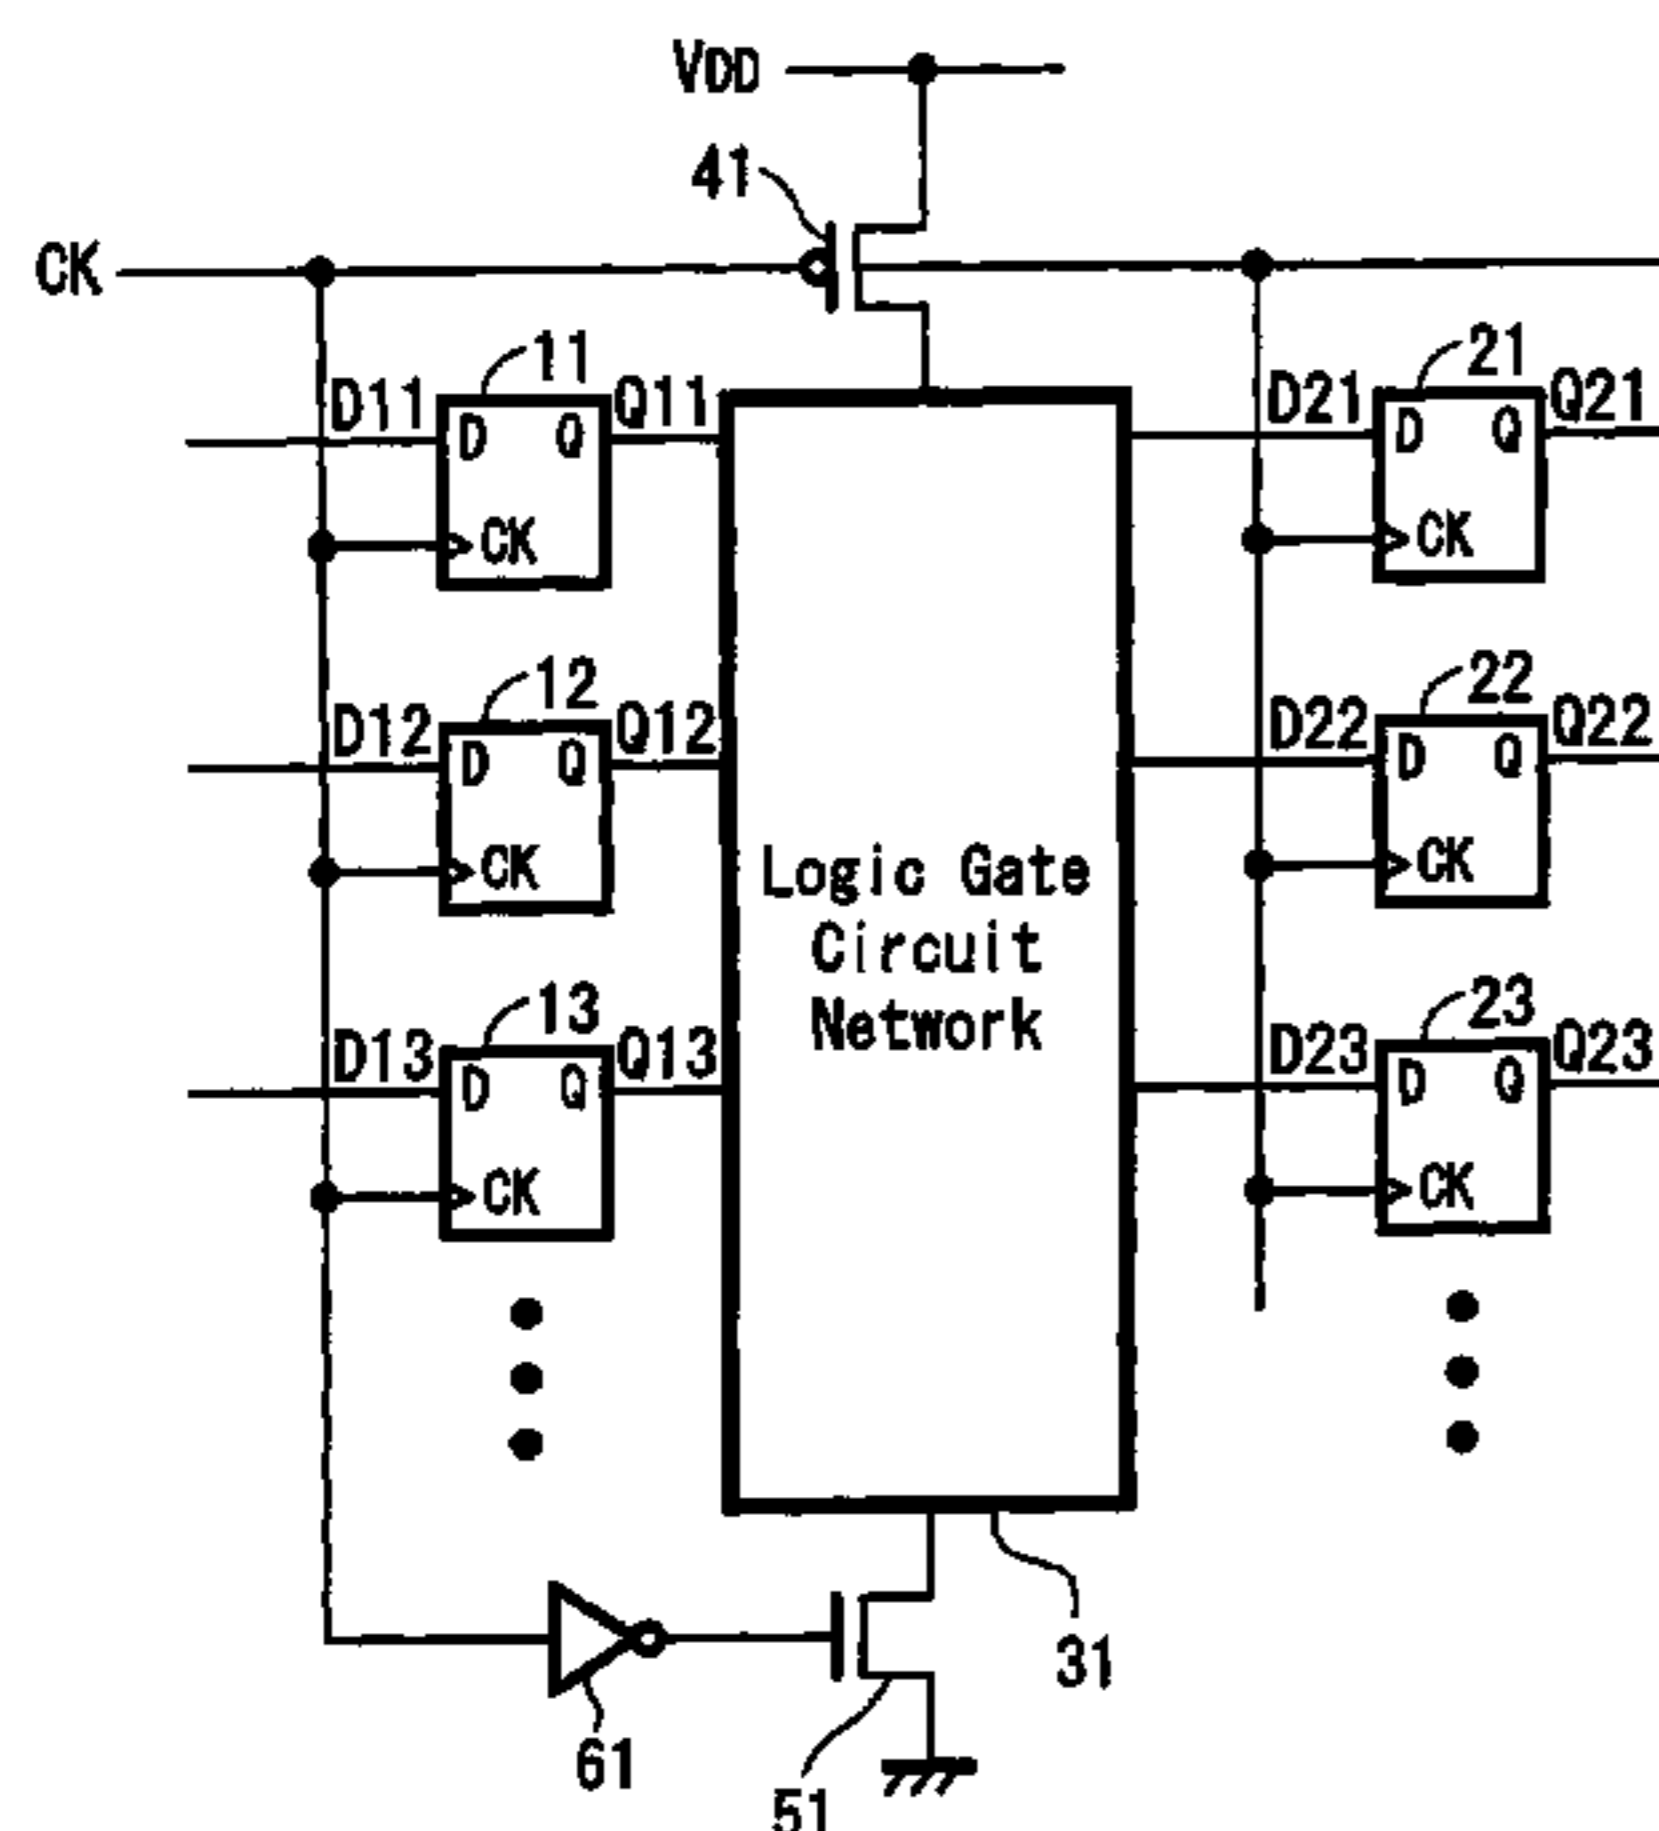 VDD
41
CK
11
21
D11
Q11
D21
Q21
D
Q
D
Q
CK
CK
12
22
D12
Q12
D22
Q22
D
Q
D
Q
CK
CK
Logic Gate
Circuit
Network
13
23
D13
Q13
D23
Q23
D
Q
D
Q
CK
CK
31
61
51